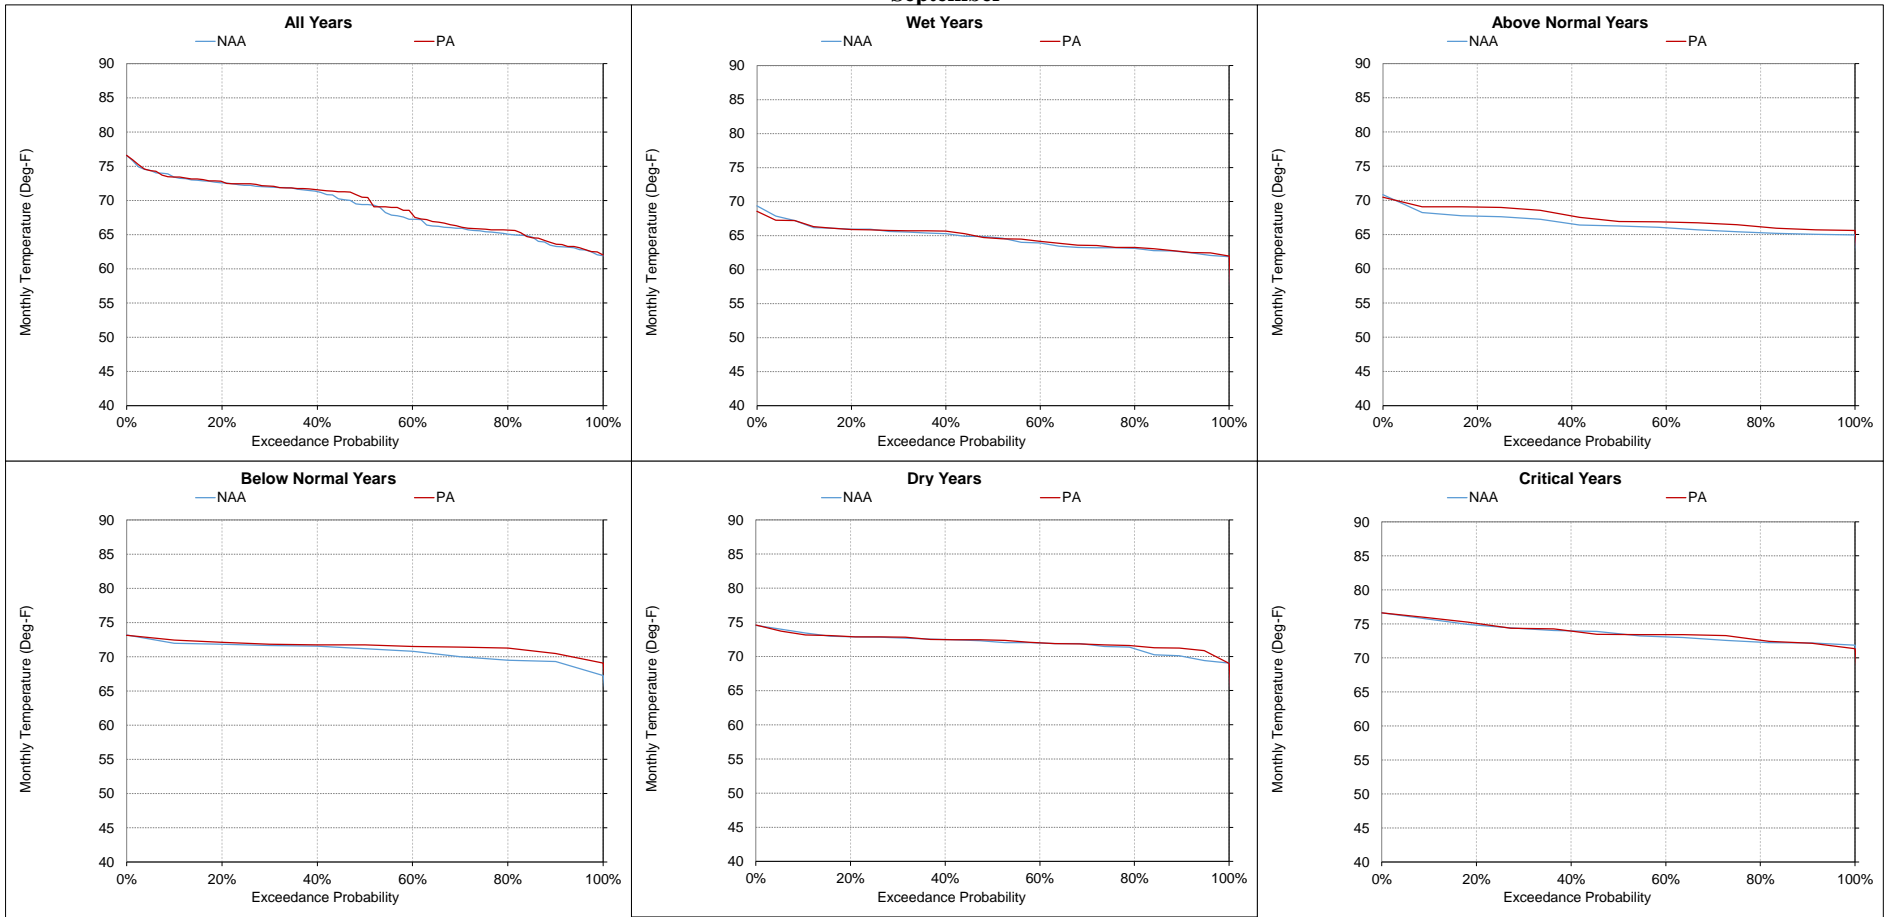 September
All Years
NAA PA
90
85
80
75
70
65
60
55
50
45
40
0% 20% 40% 60% 80% 100%
Monthly Temperature (Deg-F)
Exceedance Probability
Wet Years
NAA PA
90
85
80
75
70
65
60
55
50
45
40
0% 20% 40% 60% 80% 100%
Monthly Temperature (Deg-F)
Exceedance Probability
Above Normal Years
NAA PA
90
85
80
75
70
65
60
55
50
45
40
0% 20% 40% 60% 80% 100%
Monthly Temperature (Deg-F)
Exceedance Probability
Below Normal Years
NAA PA
90
85
80
75
70
65
60
55
50
45
40
0% 20% 40% 60% 80% 100%
Monthly Temperature (Deg-F)
Exceedance Probability
Dry Years
NAA PA
90
85
80
75
70
65
60
55
50
45
40
0% 20% 40% 60% 80% 100%
Monthly Temperature (Deg-F)
Exceedance Probability
Critical Years
NAA PA
90
85
80
75
70
65
60
55
50
45
40
0% 20% 40% 60% 80% 100%
Monthly Temperature (Deg-F)
Exceedance Probability